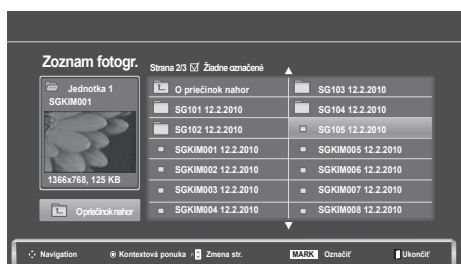 Zoznam fotogr.
Strana 2/3 Žiadne označené
Jednotka 1
SGKIM001
1366x768, 125 KB
O priečinok nahor
O priečinok nahor
SG101 12.2.2010
SG102 12.2.2010
SGKIM001 12.2.2010
SGKIM002 12.2.2010
SGKIM003 12.2.2010
SGKIM004 12.2.2010
SG103 12.2.2010
SG104 12.2.2010
SG105 12.2.2010
SGKIM005 12.2.2010
SGKIM006 12.2.2010
SGKIM007 12.2.2010
SGKIM008 12.2.2010
Navigation Kontextová ponuka P Zmena str. MARK Označiť Ukončiť